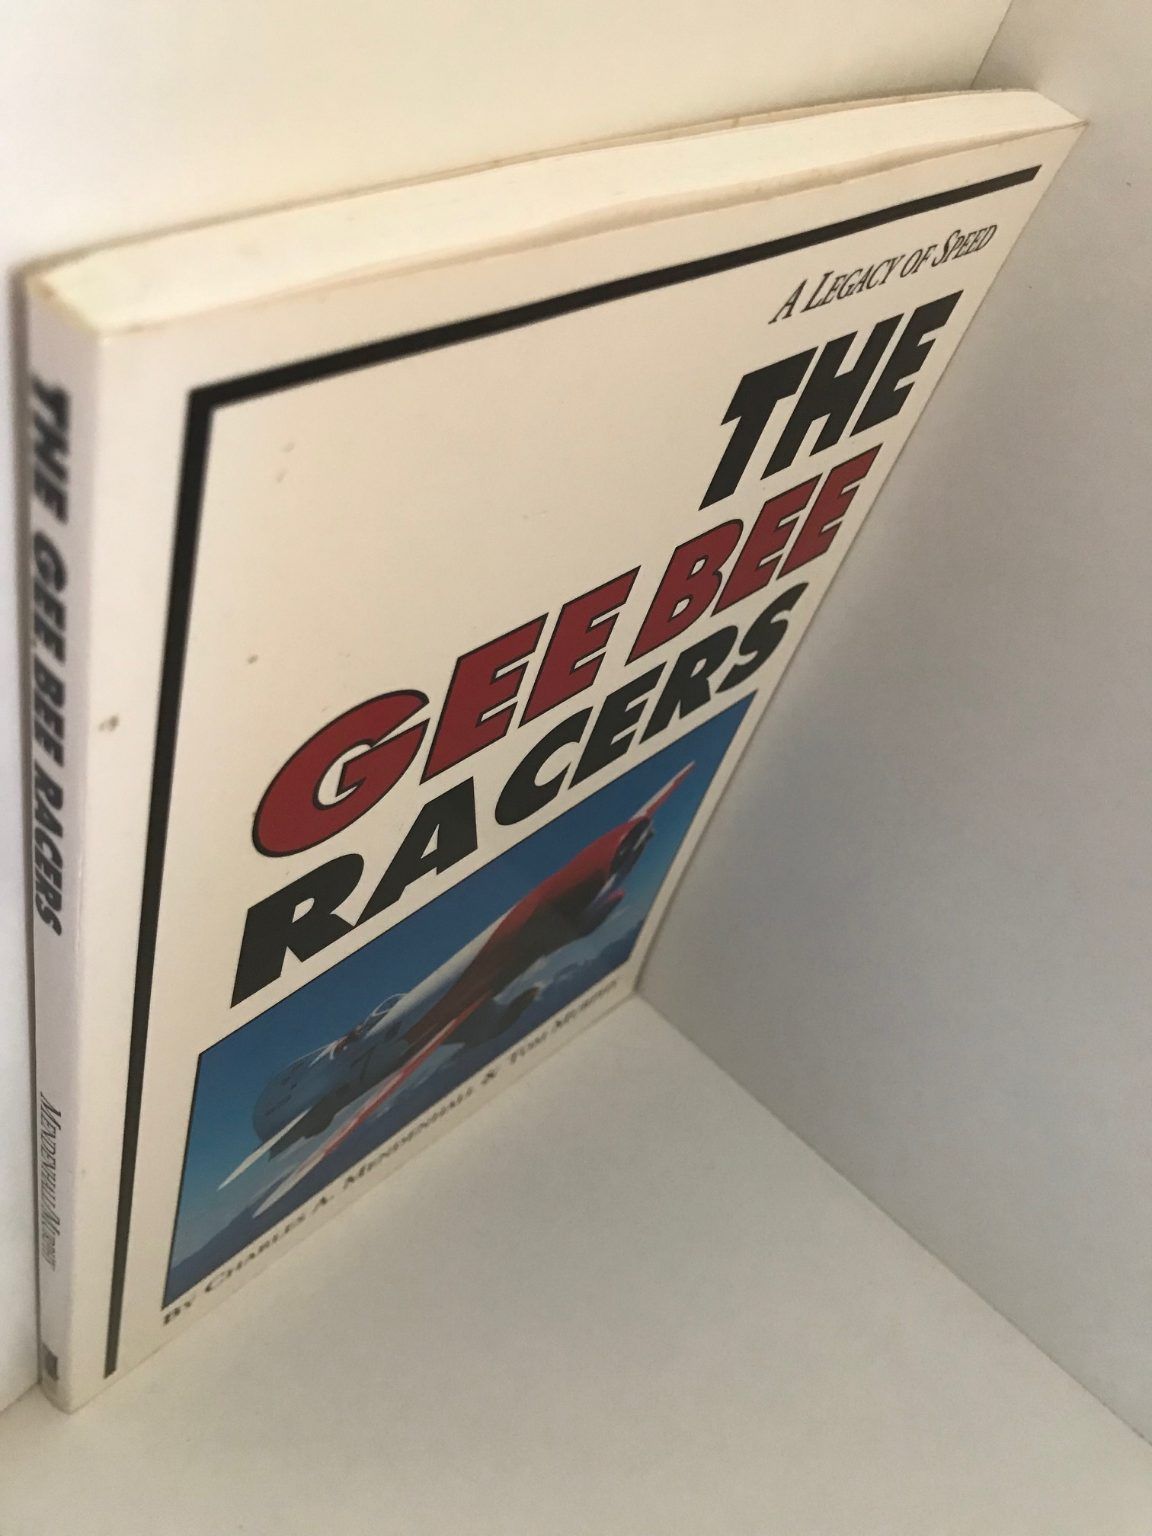 A LEGACY OF SPEED
THE
GEE BEE
RACERS
BY CHARLES A. MENDENHALL & TOM MURPHY
THE GEE BEE RACERS
MENDENHALL/MURPHY